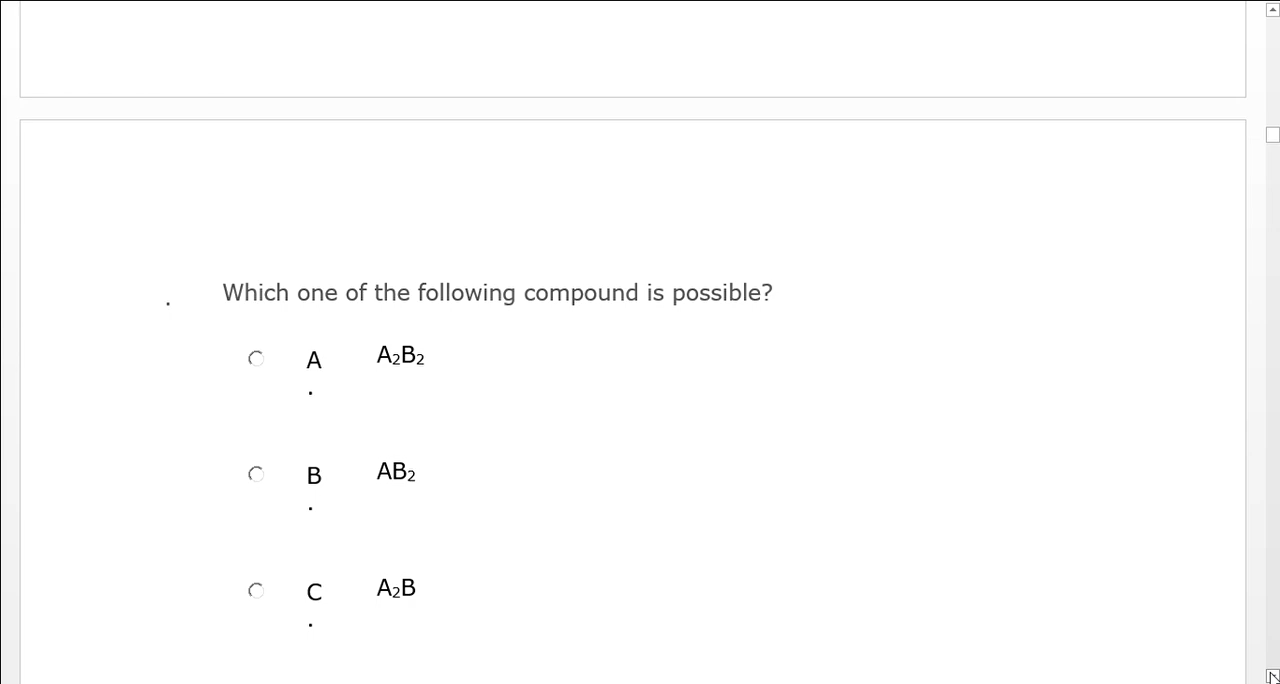 . Which one of the following compound is possible?
A. A₂B₂
B. AB₂
C. A₂B